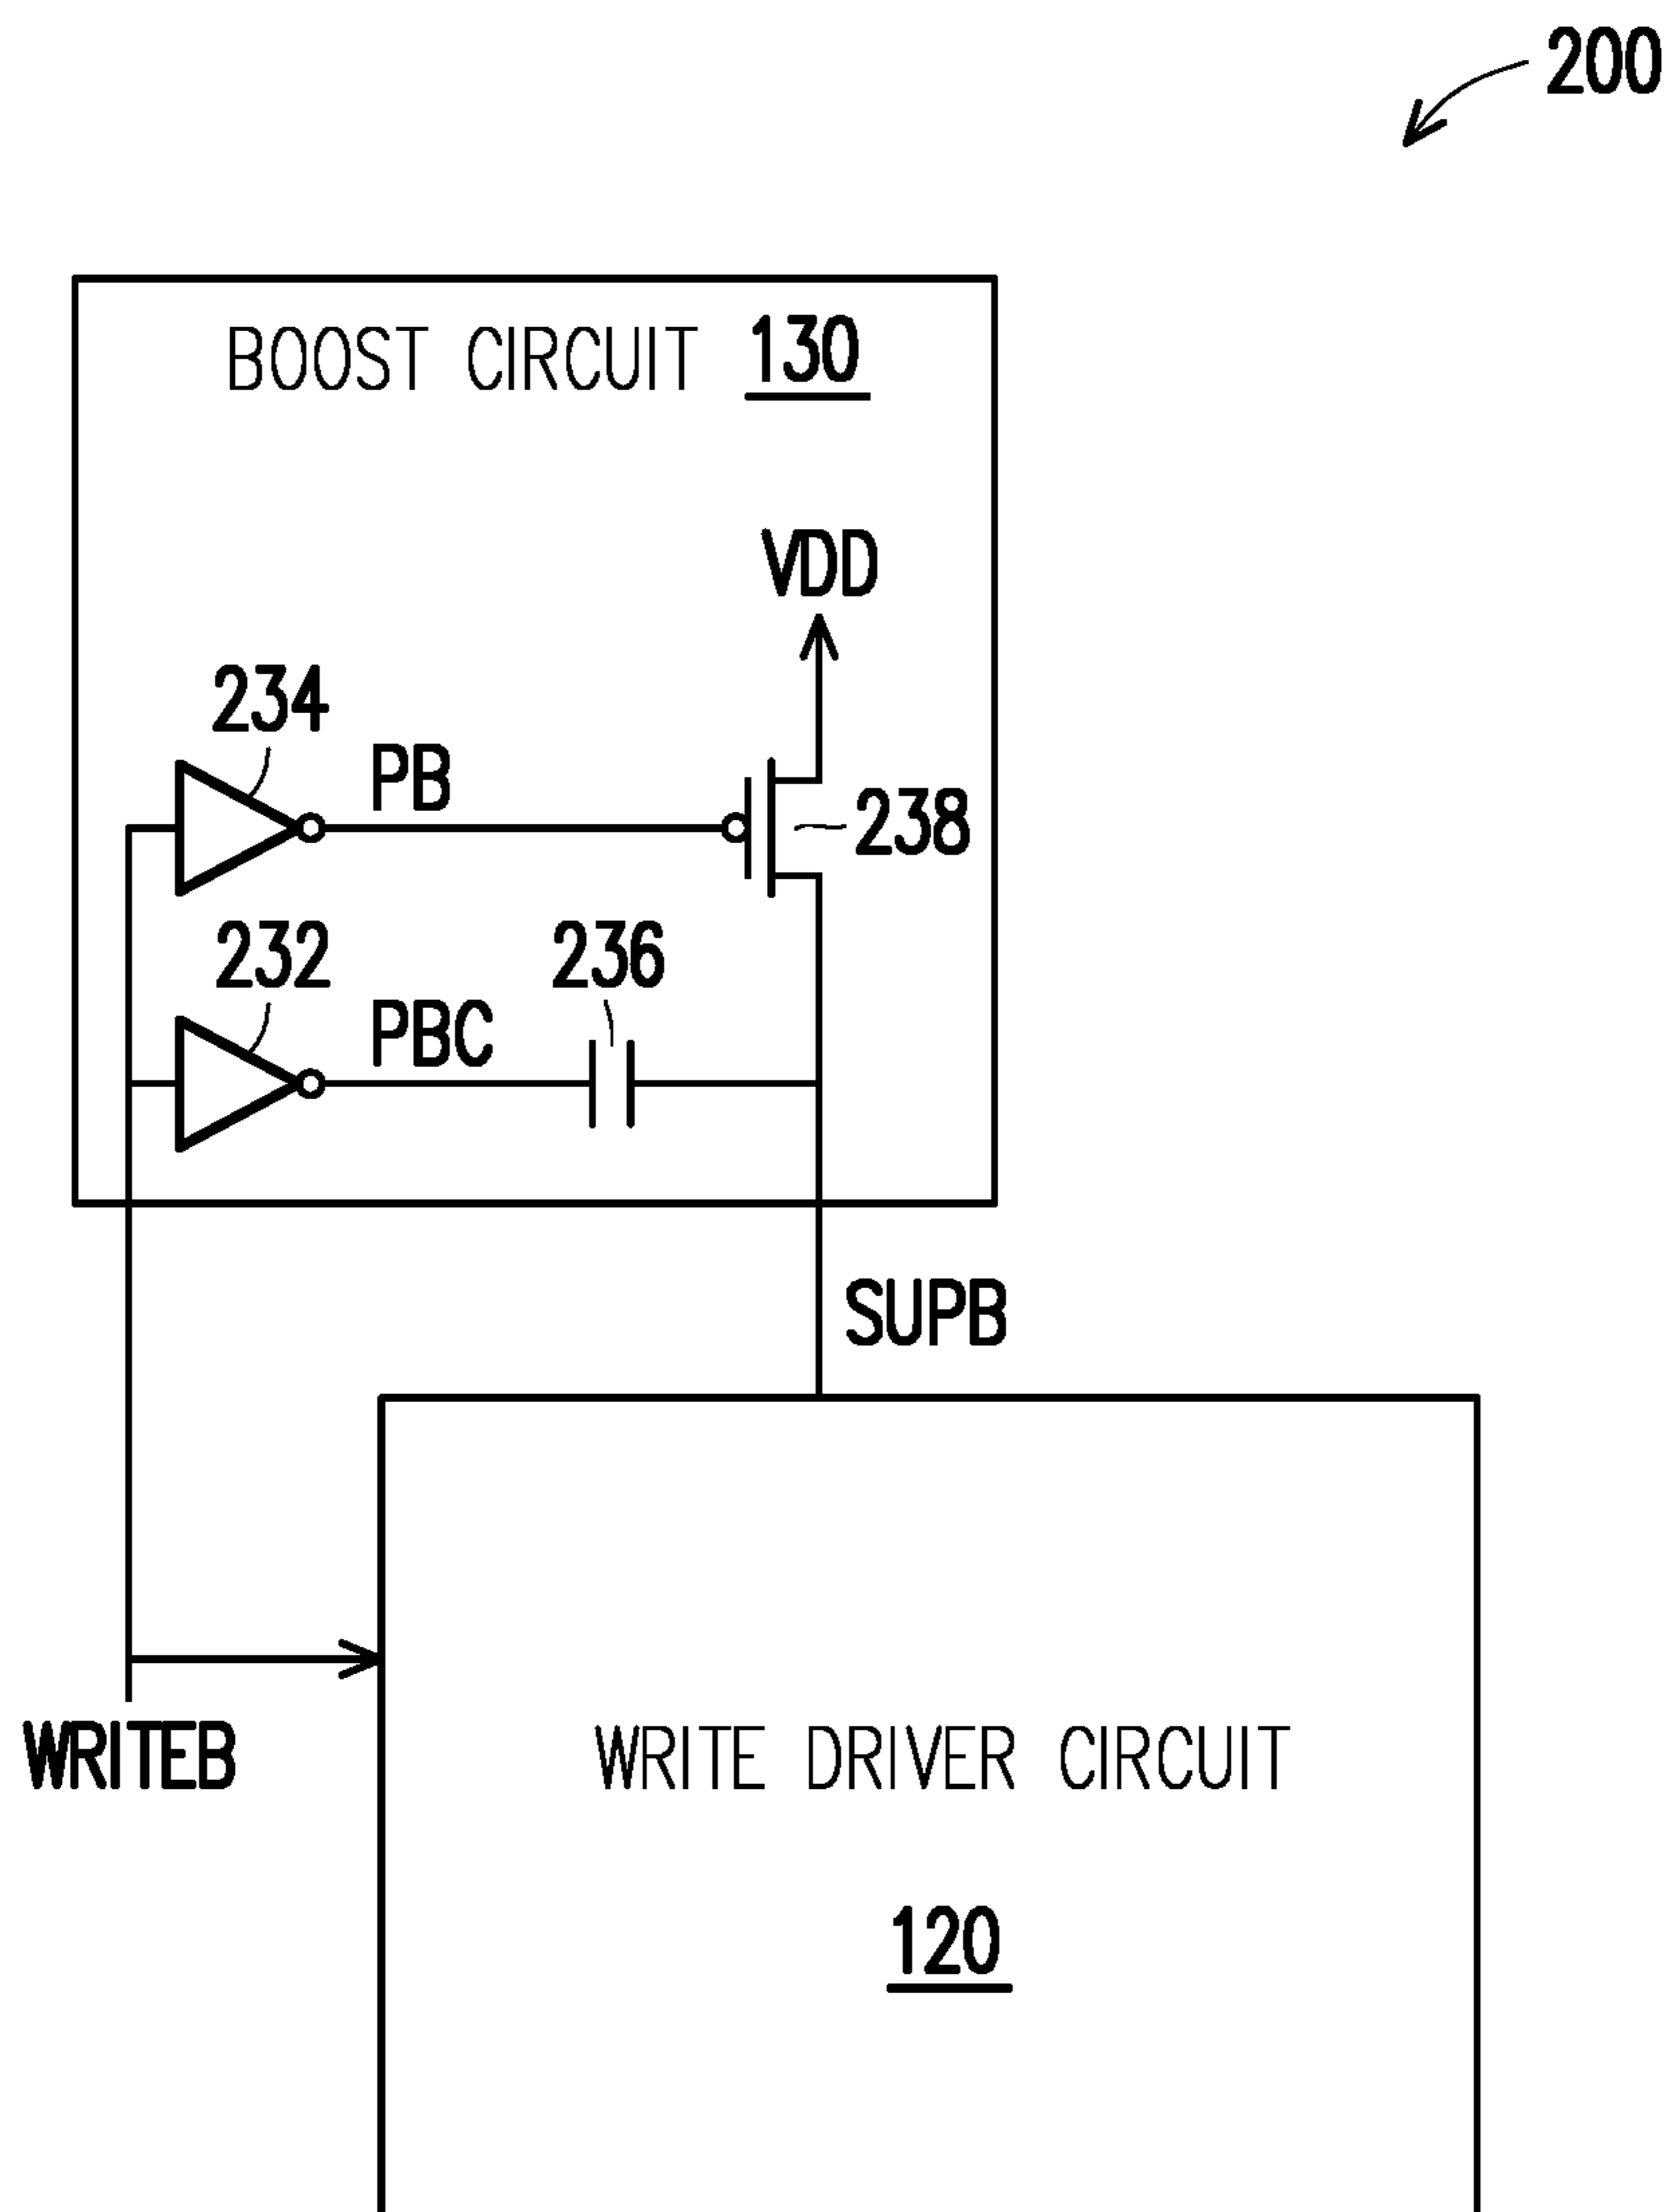 200
BOOST CIRCUIT 130
VDD
234
PB
238
232
236
PBC
SUPB
WRITEB
WRITE DRIVER CIRCUIT
120